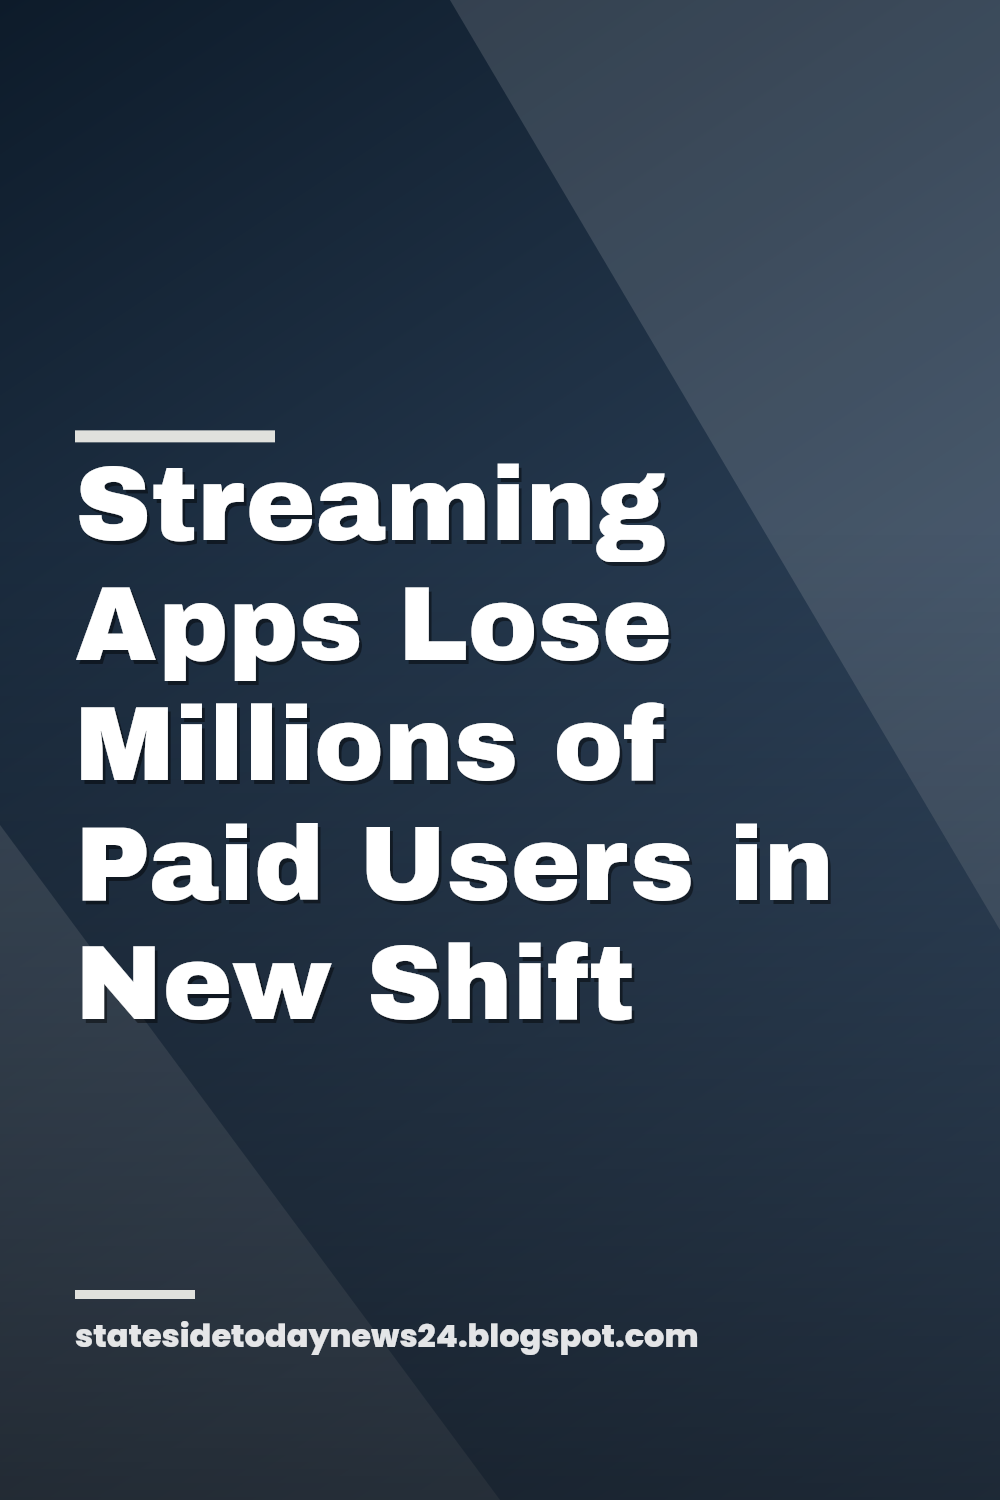 Streaming
Apps Lose
Millions of
Paid Users in
New Shift
statesidetodaynews24.blogspot.com